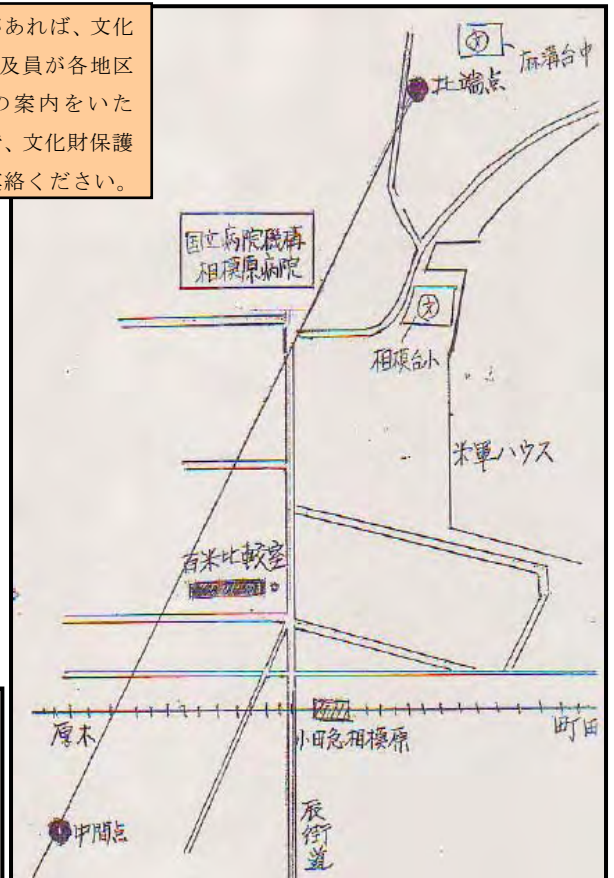 があれば、文化
及員が各地区
の案内をいた
、文化財保護
絡ください。
文
麻溝台中
北端点
国立病院機構
相模原病院
文
相模台小
米軍ハウス
百米比較室
厚木
小田急相模原
町田
中間点
辰街道